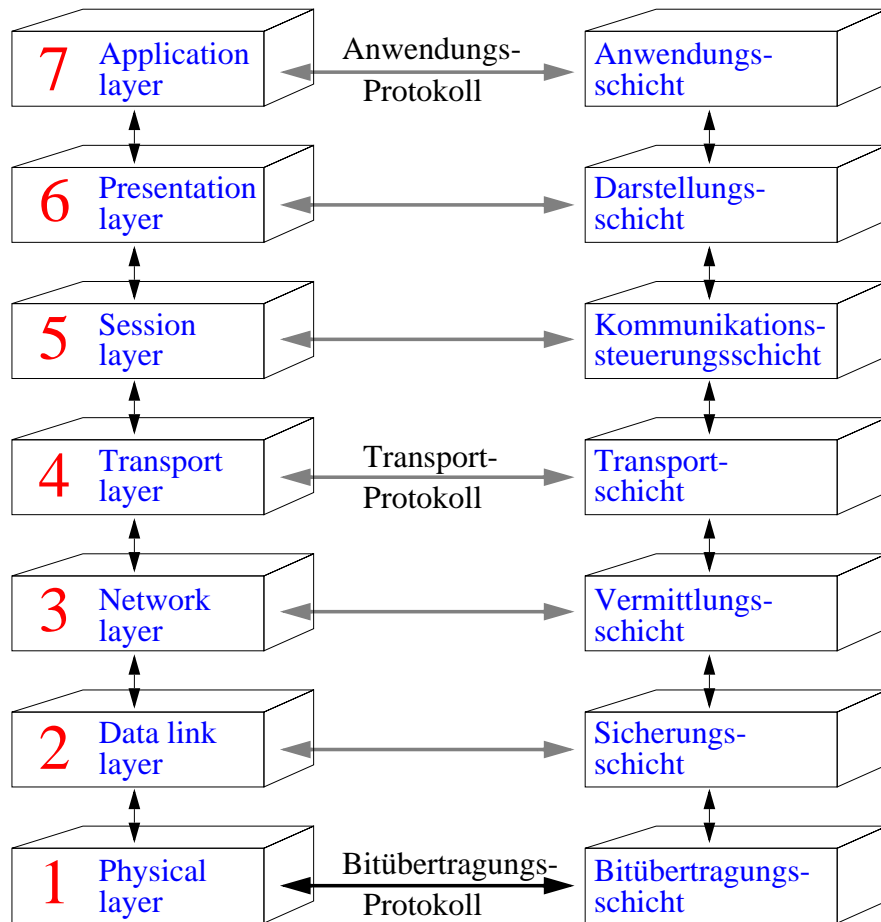 7 Application layer
Anwendungs-
Protokoll
Anwendungs-
schicht
6 Presentation
layer
Darstellungs-
schicht
5 Session
layer
Kommunikations-
steuerungsschicht
4 Transport
layer
Transport-
Protokoll
Transport-
schicht
3 Network
layer
Vermittlungs-
schicht
2 Data link
layer
Sicherungs-
schicht
1 Physical
layer
Bitübertragungs-
Protokoll
Bitübertragungs-
schicht